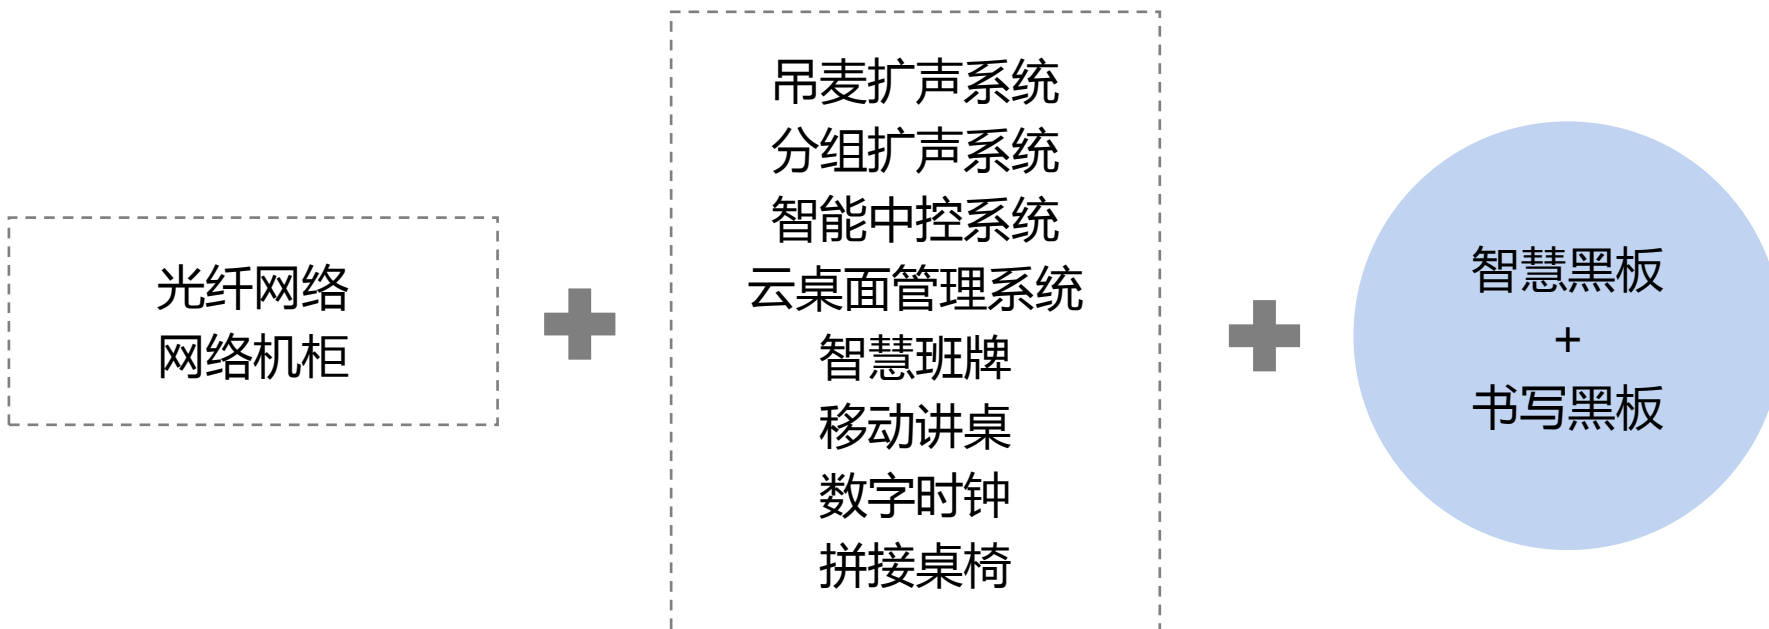 光纤网络
网络机柜
吊麦扩声系统
分组扩声系统
智能中控系统
云桌面管理系统
智慧班牌
移动讲桌
数字时钟
拼接桌椅
智慧黑板
+
书写黑板